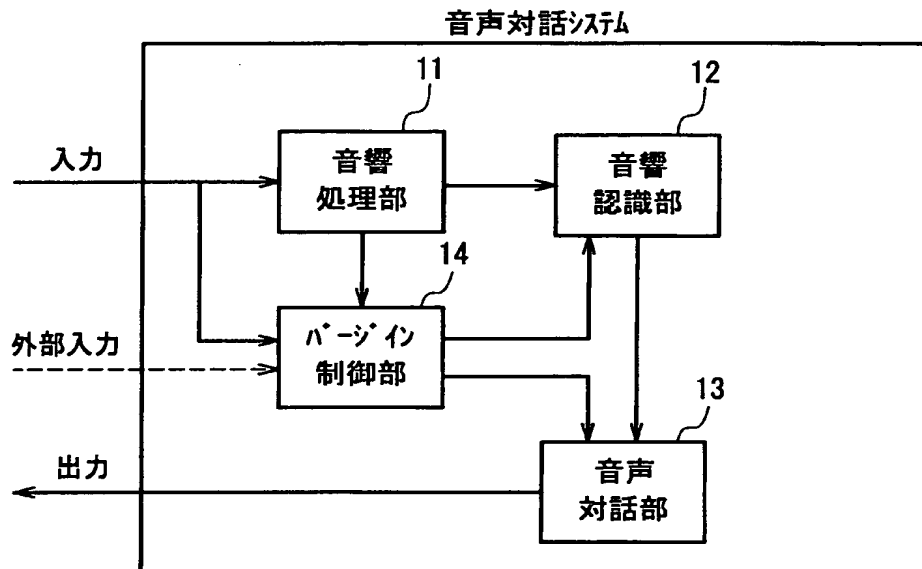 音声対話ｼｽﾃﾑ
11
12
入力
音響
処理部
音響
認識部
14
外部入力
ﾊﾞｰｼﾞｲﾝ
制御部
13
出力
音声
対話部